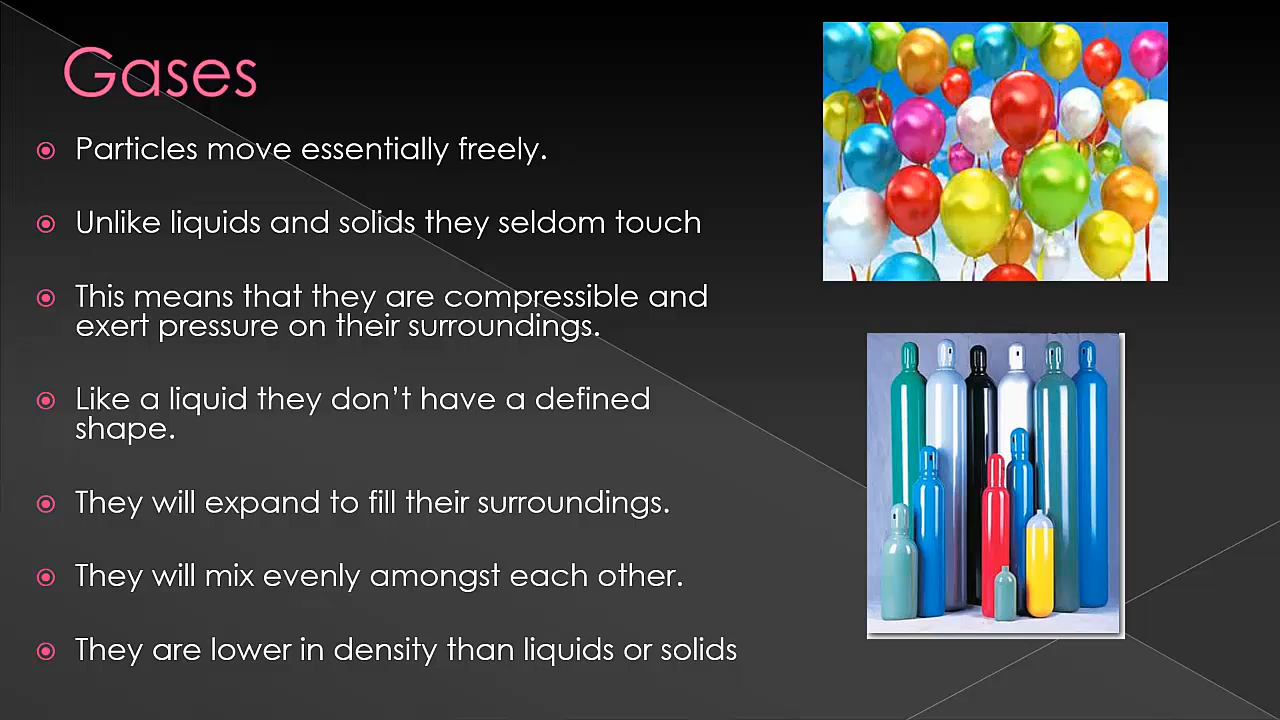 Gases
Particles move essentially freely.
Unlike liquids and solids they seldom touch
This means that they are compressible and
exert pressure on their surroundings.
Like a liquid they don’t have a defined
shape.
They will expand to fill their surroundings.
They will mix evenly amongst each other.
They are lower in density than liquids or solids